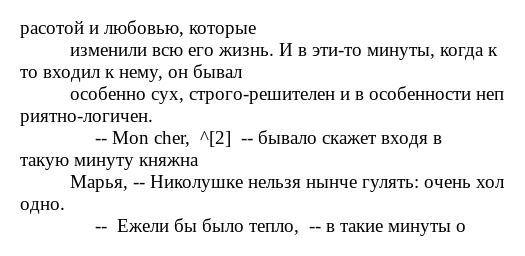 расотой и любовью, которые
изменили всю его жизнь. И в эти-то минуты, когда к
то входил к нему, он бывал
особенно сух, строго-решителен и в особенности неп
риятно-логичен.
-- Mon cher, ^[2] -- бывало скажет входя в
такую минуту княжна
Марья, -- Николушке нельзя нынче гулять: очень хол
одно.
-- Ежели бы было тепло, -- в такие минуты о